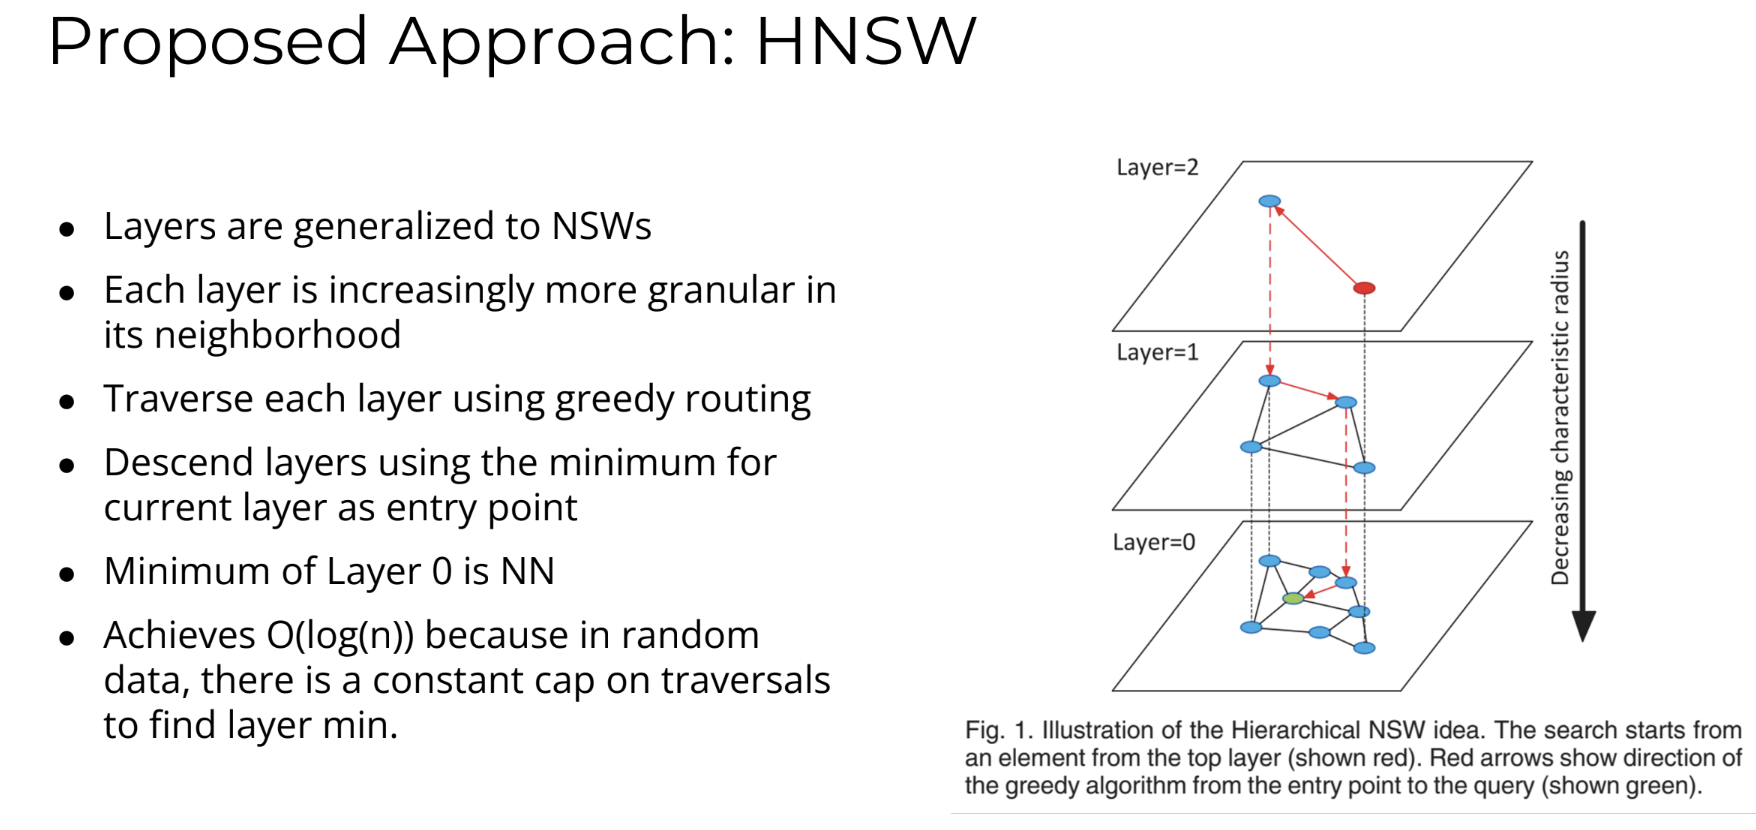 Proposed Approach: HNSW
● Layers are generalized to NSWs
● Each layer is increasingly more granular in
its neighborhood
● Traverse each layer using greedy routing
● Descend layers using the minimum for
current layer as entry point
● Minimum of Layer 0 is NN
● Achieves O(log(n)) because in random
data, there is a constant cap on traversals
to find layer min.
Layer=2
Layer=1
Layer=0
Decreasing characteristic radius
Fig. 1. Illustration of the Hierarchical NSW idea. The search starts from
an element from the top layer (shown red). Red arrows show direction of
the greedy algorithm from the entry point to the query (shown green).